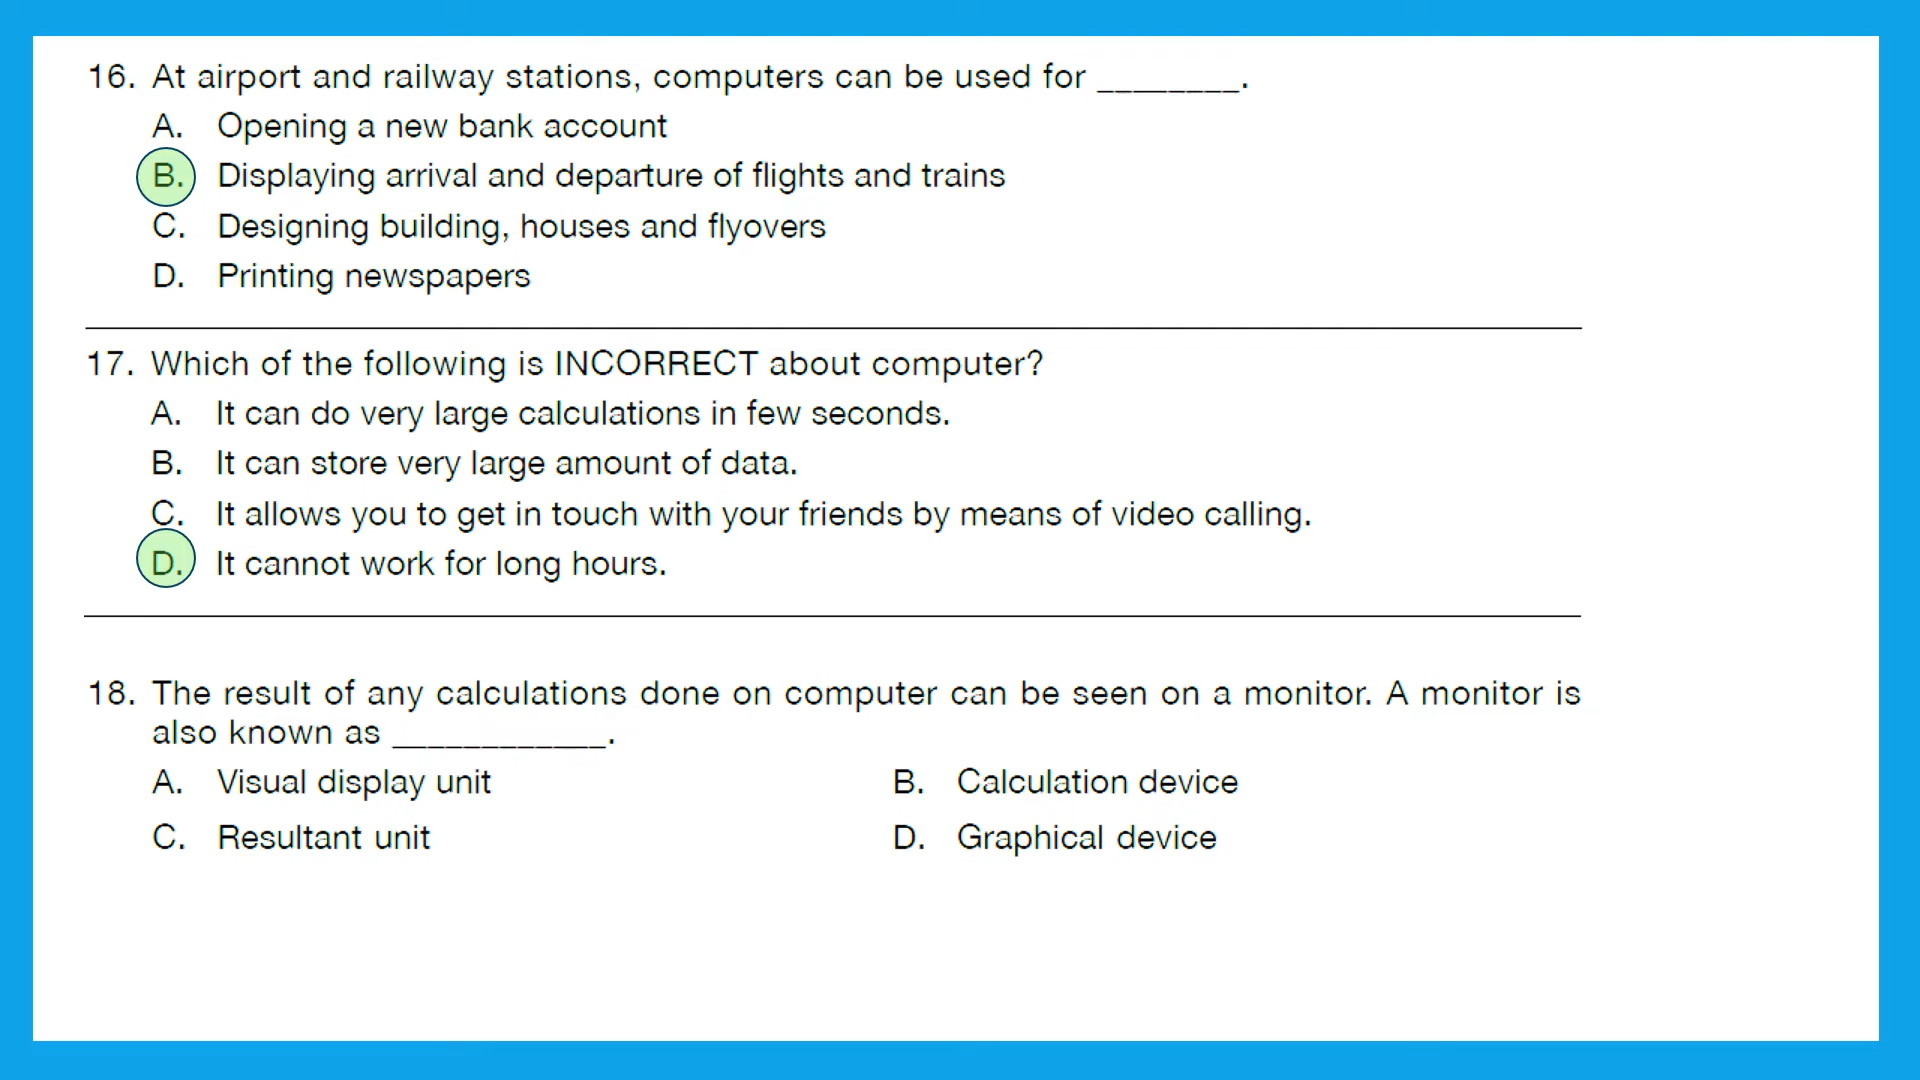 16. At airport and railway stations, computers can be used for ________.
A. Opening a new bank account
B. Displaying arrival and departure of flights and trains
C. Designing building, houses and flyovers
D. Printing newspapers
17. Which of the following is INCORRECT about computer?
A. It can do very large calculations in few seconds.
B. It can store very large amount of data.
C. It allows you to get in touch with your friends by means of video calling.
D. It cannot work for long hours.
18. The result of any calculations done on computer can be seen on a monitor. A monitor is
also known as ____________.
A. Visual display unit B. Calculation device
C. Resultant unit D. Graphical device